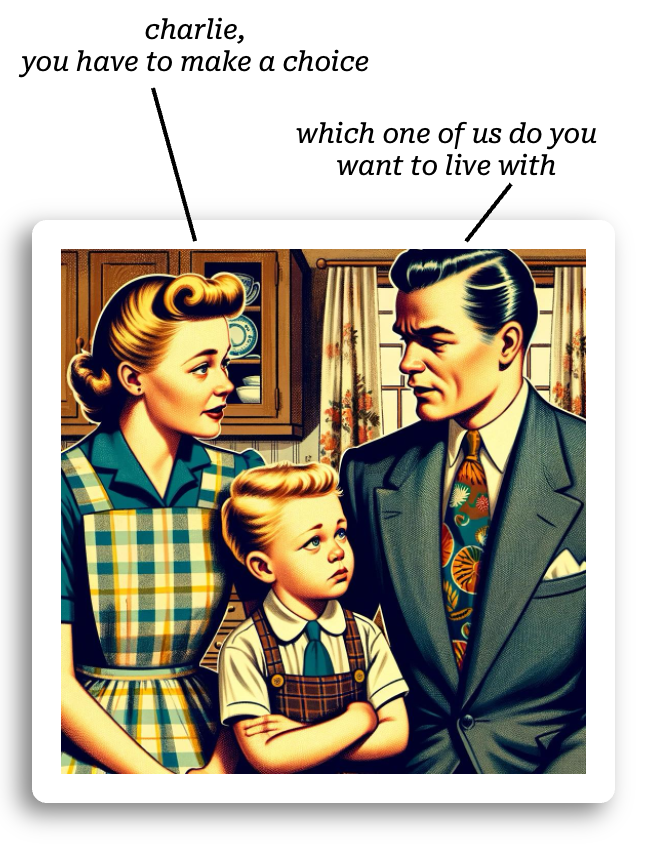 charlie,
you have to make a choice
which one of us do you
want to live with